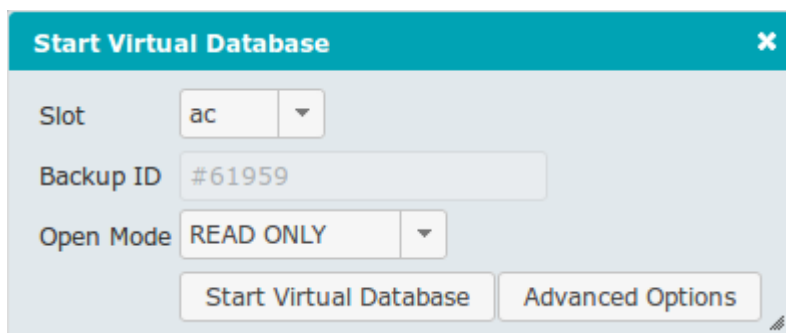 Start Virtual Database
Slot ac
Backup ID #61959
Open Mode READ ONLY
Start Virtual Database Advanced Options